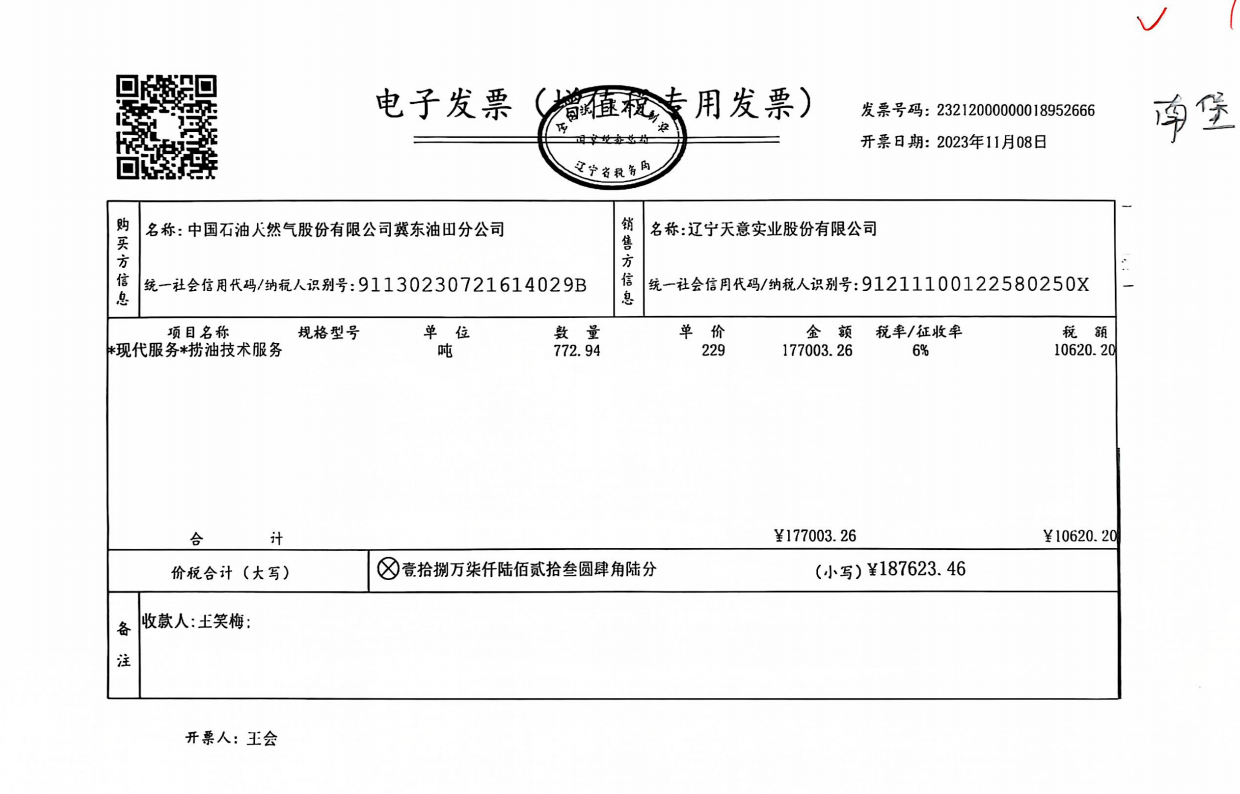 南堡
电子发票（增值税专用发票）
国家税务总局
辽宁省税务局
发票号码：23212000000018952666
开票日期：2023年11月08日
购买方信息
名称：中国石油天然气股份有限公司冀东油田分公司
统一社会信用代码/纳税人识别号：91130230721614029B
销售方信息
名称：辽宁天意实业股份有限公司
统一社会信用代码/纳税人识别号：91211100122580250X
项目名称 规格型号 单位 数量 单价 金额 税率/征收率 税额
*现代服务*捞油技术服务 吨 772.94 229 177003.26 6% 10620.20
合计 ¥177003.26 ¥10620.20
价税合计（大写） ⊗壹拾捌万柒仟陆佰贰拾叁圆肆角陆分 （小写）¥187623.46
备注
收款人：王笑梅；
开票人：王会